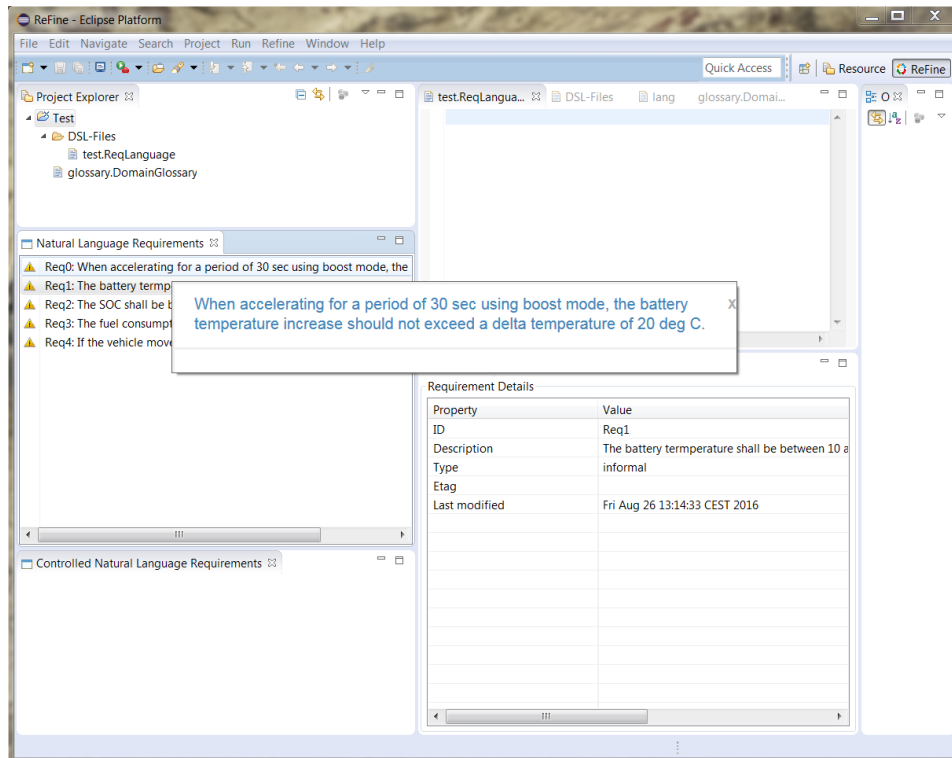 ReFine - Eclipse Platform
File Edit Navigate Search Project Run Refine Window Help
Quick Access Resource ReFine
Project Explorer
Test
DSL-Files
test.ReqLanguage
glossary.DomainGlossary
test.ReqLangua... DSL-Files lang glossary.Domai...
O
Natural Language Requirements
Req0: When accelerating for a period of 30 sec using boost mode, the
Req1: The battery termp
Req2: The SOC shall be b
Req3: The fuel consumpt
Req4: If the vehicle move
When accelerating for a period of 30 sec using boost mode, the battery
temperature increase should not exceed a delta temperature of 20 deg C.
x
Requirement Details
Property Value
ID Req1
Description The battery termperature shall be between 10 a
Type informal
Etag
Last modified Fri Aug 26 13:14:33 CEST 2016
Controlled Natural Language Requirements